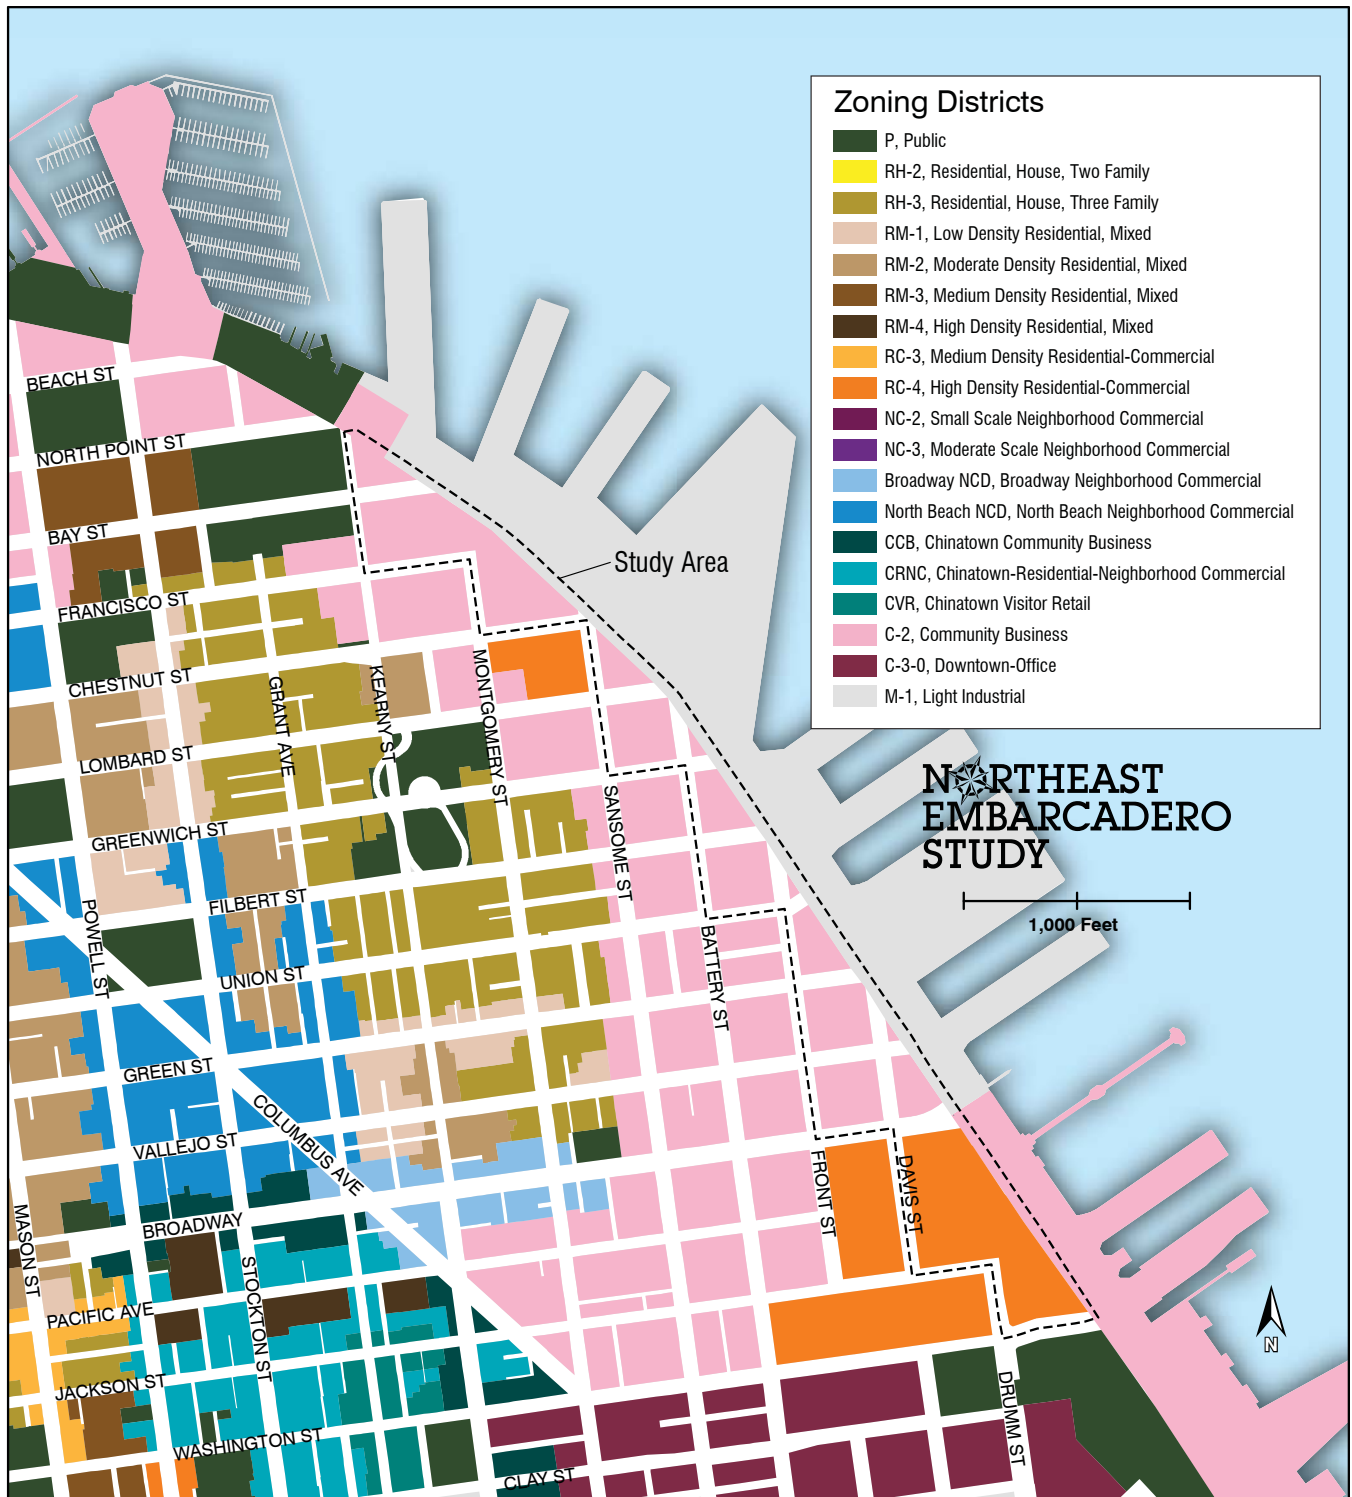 Zoning Districts
P, Public
RH-2, Residential, House, Two Family
RH-3, Residential, House, Three Family
RM-1, Low Density Residential, Mixed
RM-2, Moderate Density Residential, Mixed
RM-3, Medium Density Residential, Mixed
RM-4, High Density Residential, Mixed
RC-3, Medium Density Residential-Commercial
RC-4, High Density Residential-Commercial
NC-2, Small Scale Neighborhood Commercial
NC-3, Moderate Scale Neighborhood Commercial
Broadway NCD, Broadway Neighborhood Commercial
North Beach NCD, North Beach Neighborhood Commercial
CCB, Chinatown Community Business
CRNC, Chinatown-Residential-Neighborhood Commercial
CVR, Chinatown Visitor Retail
C-2, Community Business
C-3-0, Downtown-Office
M-1, Light Industrial
BEACH ST
NORTH POINT ST
BAY ST
Study Area
FRANCISCO ST
CHESTNUT ST
GRANT AVE
KEARNY ST
MONTGOMERY ST
LOMBARD ST
NORTHEAST
EMBARCADERO
STUDY
SANSOME ST
GREENWICH ST
FILBERT ST
1,000 Feet
POWELL ST
BATTERY ST
UNION ST
GREEN ST
COLUMBUS AVE
VALLEJO ST
FRONT ST
DAVIS ST
MASON ST
BROADWAY
STOCKTON ST
PACIFIC AVE
N
JACKSON ST
DRUMM ST
WASHINGTON ST
CLAY ST